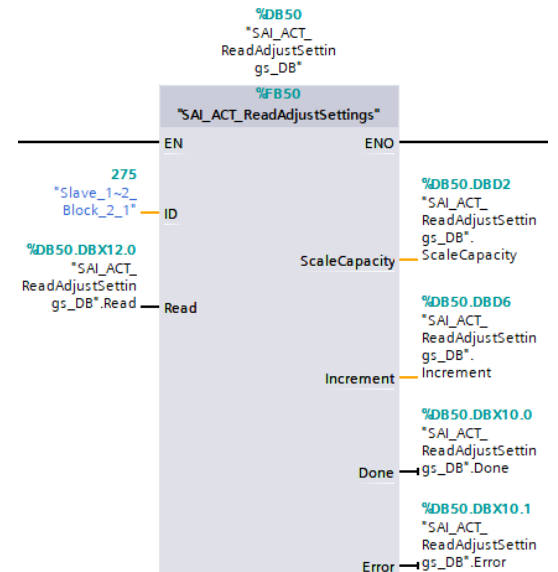 %DB50
"SAI_ACT_
ReadAdjustSettin
gs_DB"
%FB50
"SAI_ACT_ReadAdjustSettings"
EN
ENO
275
"Slave_1~2_
Block_2_1"
ID
%DB50.DBX12.0
"SAI_ACT_
ReadAdjustSettin
gs_DB".Read
Read
%DB50.DBD2
"SAI_ACT_
ReadAdjustSettin
gs_DB".
ScaleCapacity
ScaleCapacity
%DB50.DBD6
"SAI_ACT_
ReadAdjustSettin
gs_DB".
Increment
Increment
%DB50.DBX10.0
"SAI_ACT_
ReadAdjustSettin
gs_DB".Done
Done
%DB50.DBX10.1
"SAI_ACT_
ReadAdjustSettin
gs_DB".Error
Error